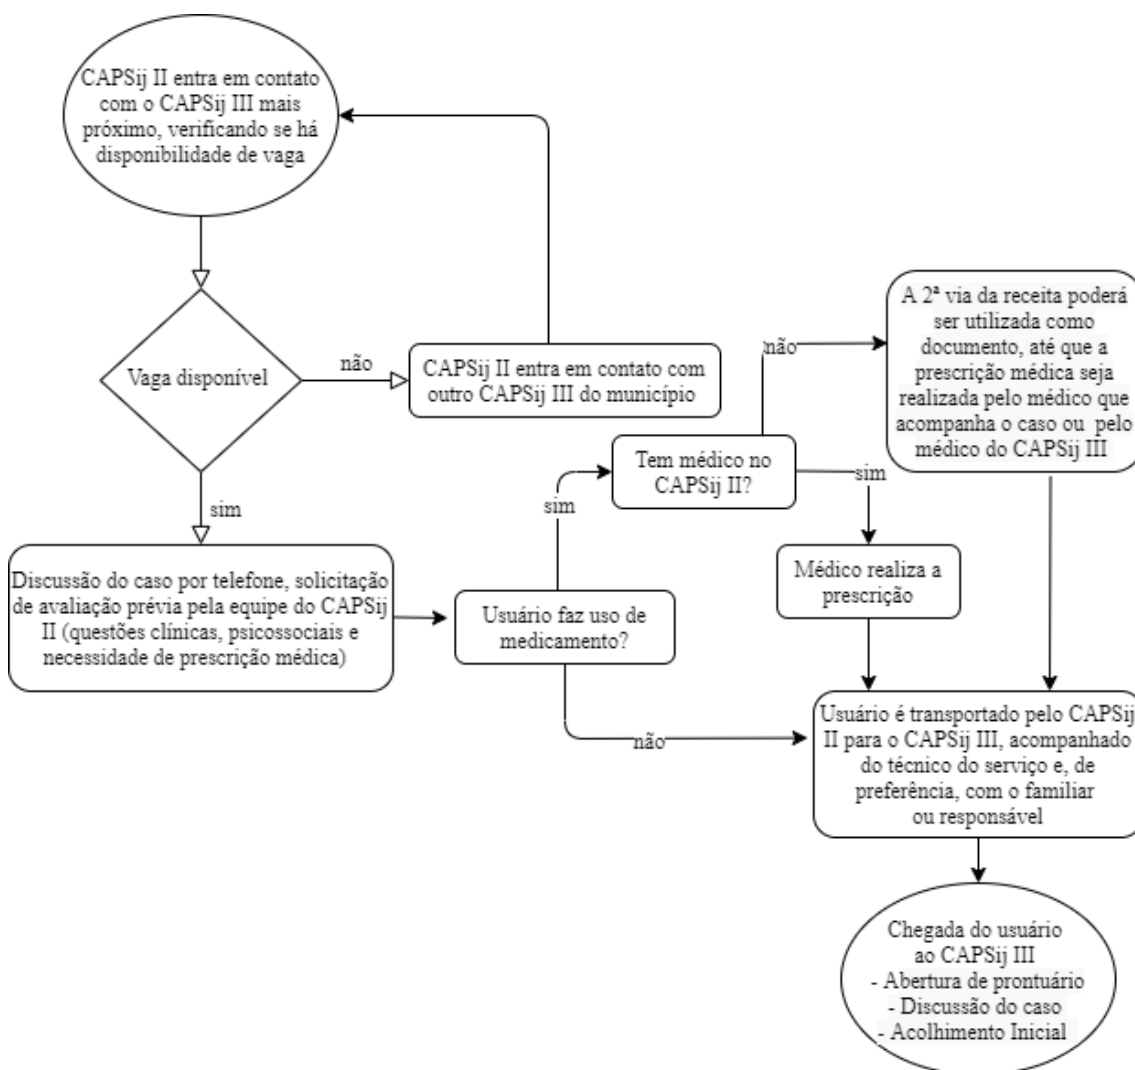 CAPSij II entra em contato
com o CAPSij III mais
próximo, verificando se há
disponibilidade de vaga
Vaga disponível
não
CAPSij II entra em contato com
outro CAPSij III do município
sim
Discussão do caso por telefone, solicitação
de avaliação prévia pela equipe do CAPSij
II (questões clínicas, psicossociais e
necessidade de prescrição médica)
Usuário faz uso de
medicamento?
sim
Tem médico no
CAPSij II?
não
A 2ª via da receita poderá
ser utilizada como
documento, até que a
prescrição médica seja
realizada pelo médico que
acompanha o caso ou pelo
médico do CAPSij III
sim
Médico realiza a
prescrição
não
Usuário é transportado pelo CAPSij
II para o CAPSij III, acompanhado
do técnico do serviço e, de
preferência, com o familiar
ou responsável
Chegada do usuário
ao CAPSij III
- Abertura de prontuário
- Discussão do caso
- Acolhimento Inicial